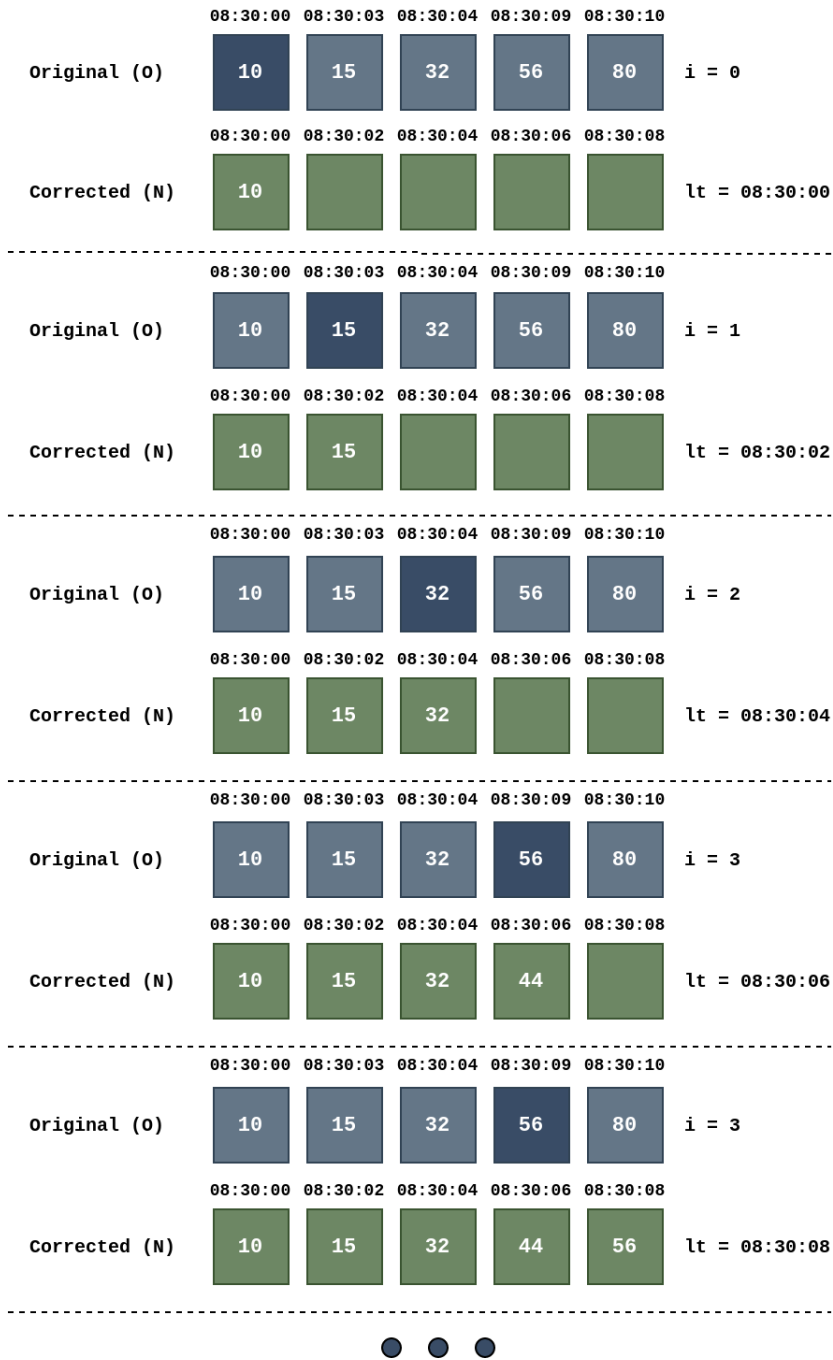 08:30:00 08:30:03 08:30:04 08:30:09 08:30:10
Original (O) 10 15 32 56 80 i = 0
08:30:00 08:30:02 08:30:04 08:30:06 08:30:08
Corrected (N) 10 lt = 08:30:00
08:30:00 08:30:03 08:30:04 08:30:09 08:30:10
Original (O) 10 15 32 56 80 i = 1
08:30:00 08:30:02 08:30:04 08:30:06 08:30:08
Corrected (N) 10 15 lt = 08:30:02
08:30:00 08:30:03 08:30:04 08:30:09 08:30:10
Original (O) 10 15 32 56 80 i = 2
08:30:00 08:30:02 08:30:04 08:30:06 08:30:08
Corrected (N) 10 15 32 lt = 08:30:04
08:30:00 08:30:03 08:30:04 08:30:09 08:30:10
Original (O) 10 15 32 56 80 i = 3
08:30:00 08:30:02 08:30:04 08:30:06 08:30:08
Corrected (N) 10 15 32 44 lt = 08:30:06
08:30:00 08:30:03 08:30:04 08:30:09 08:30:10
Original (O) 10 15 32 56 80 i = 3
08:30:00 08:30:02 08:30:04 08:30:06 08:30:08
Corrected (N) 10 15 32 44 56 lt = 08:30:08